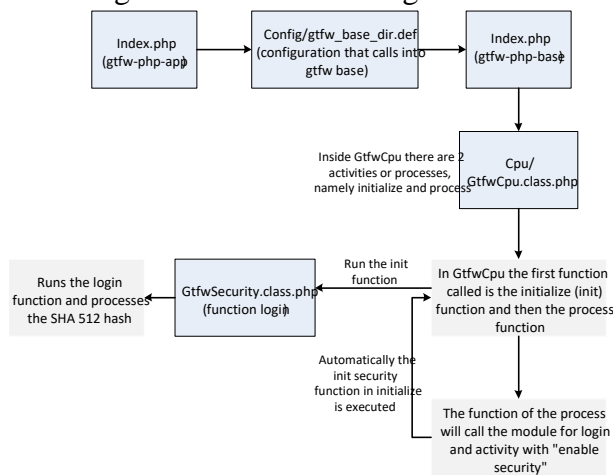 Index.php
(gtfw-php-app)
Config/gtfw_base_dir.def
(configuration that calls into
gtfw base)
Index.php
(gtfw-php-base)
Inside GtfwCpu there are 2
activities or processes,
namely initialize and process
Cpu/
GtfwCpu.class.php
In GtfwCpu the first function
called is the initialize (init)
function and then the process
function
Run the init
function
GtfwSecurity.class.php
(function login)
Runs the login
function and processes
the SHA 512 hash
Automatically the
init security
function in initialize
is executed
The function of the process
will call the module for login
and activity with "enable
security"